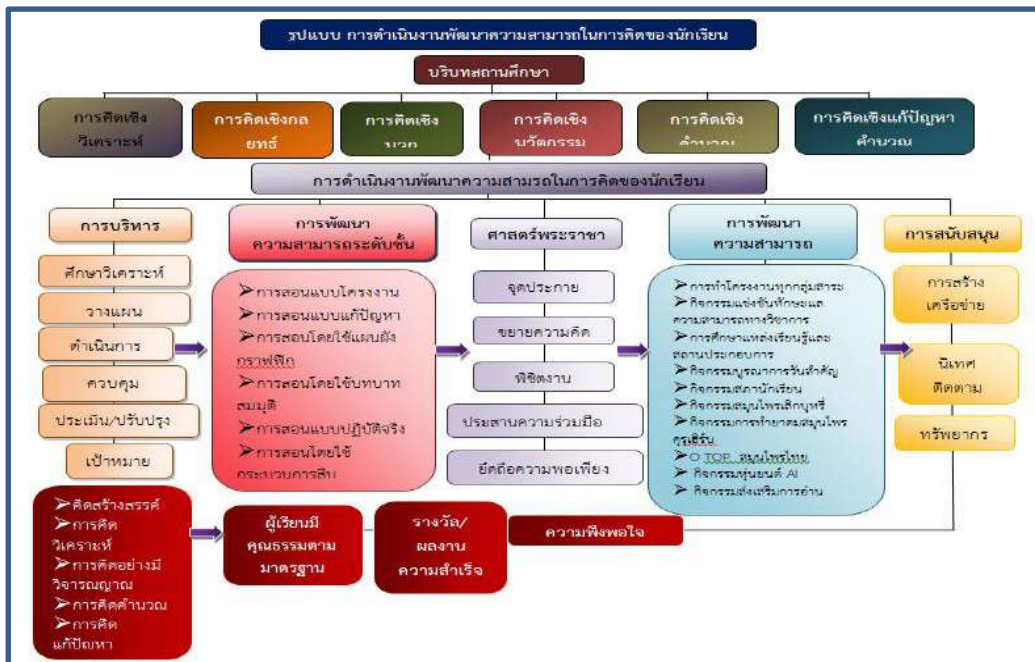 รูปแบบ การดำเนินงานพัฒนาความสามารถในการคิดของนักเรียน
บริบทสถานศึกษา
การคิดเชิง
วิเคราะห์
การคิดเชิงกล
ยุทธ์
การคิดเชิง
บวก
การคิดเชิง
นวัตกรรม
การคิดเชิง
คำนวณ
การคิดเชิงแก้ปัญหา
คำนวณ
การดำเนินงานพัฒนาความสามรถในการคิดของนักเรียน
การบริหาร
ศึกษาวิเคราะห์
วางแผน
ดำเนินการ
ควบคุม
ประเมิน/ปรับปรุง
เป้าหมาย
การพัฒนา
ความสามารถระดับชั้น
➢การสอนแบบโครงงาน
➢การสอนแบบแก้ปัญหา
➢การสอนโดยใช้แผนผัง
กราฟฟิก
➢การสอนโดยใช้บทบาท
สมมุติ
➢การสอนแบบปฏิบัติจริง
➢การสอนโดยใช้
กระบวนการสืบ
ศาสตร์พระราชา
จุดประกาย
ขยายความคิด
พิชิตงาน
ประสานความร่วมมือ
ยึดถือความพอเพียง
การพัฒนา
ความสามารถ
➢การทำโครงงานทุกกลุ่มสาระ
➢กิจกรรมแข่งขันทักษะแล
ความสามารถทางวิชาการ
➢การศึกษาแหล่งเรียนรู้และ
สถานประกอบการ
➢กิจกรรมบูรณาการวันสำคัญ
➢กิจกรรมสภานักเรียน
➢กิจกรรมสมุนไพรเลิกบุหรี่
➢กิจกรรมการทำยาดมสมุนไพร
➢O TOP สมุนไพรไทย
➢ กิจกรรมหุ่นยนต์ AI
➢ กิจกรรมส่งเสริมการอ่าน
การสนับสนุน
การสร้าง
เครือข่าย
นิเทศ
ติดตาม
ทรัพยากร
➢คิดสร้างสรรค์
➢การคิด
วิเคราะห์
➢การคิดอย่างมี
วิจารณญาณ
➢การคิดคำนวณ
➢การคิด
แก้ปัญหา
ผู้เรียนมี
คุณธรรมตาม
มาตรฐาน
รางวัล/
ผลงาน
ความสำเร็จ
ความพึงพอใจ